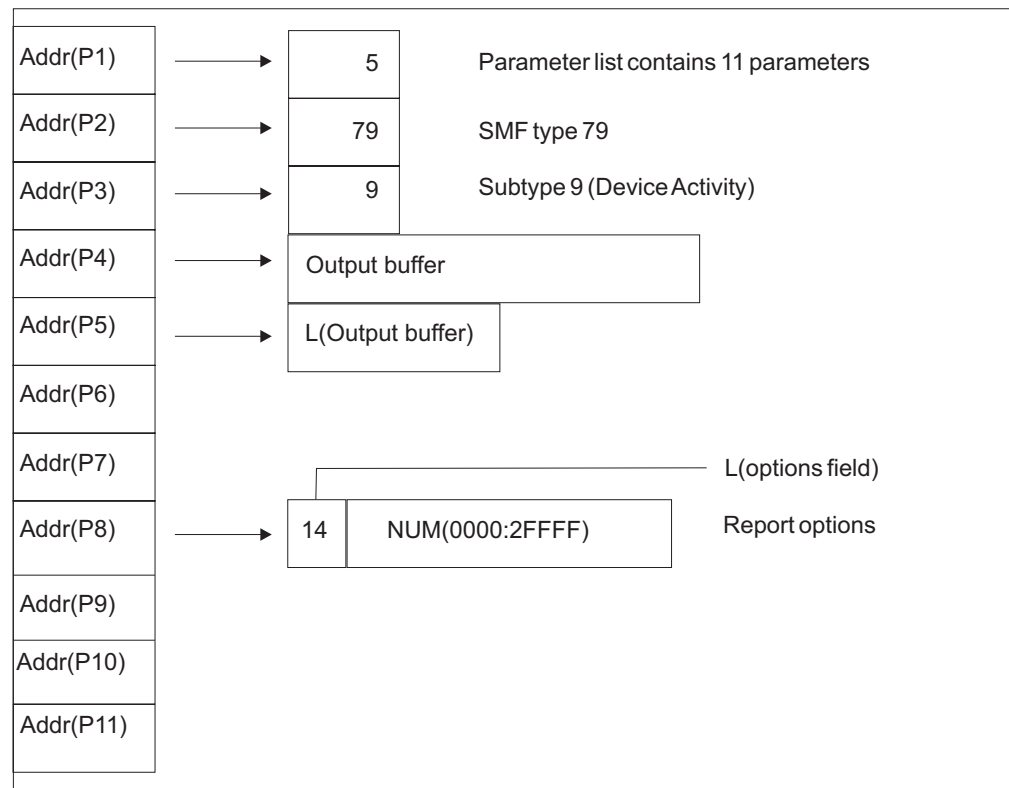 Addr(P1) 5 Parameter list contains 11 parameters
Addr(P2) 79 SMF type 79
Addr(P3) 9 Subtype 9 (Device Activity)
Addr(P4) Output buffer
Addr(P5) L(Output buffer)
Addr(P6)
Addr(P7) L(options field)
Addr(P8) 14 NUM(0000:2FFFF) Report options
Addr(P9)
Addr(P10)
Addr(P11)